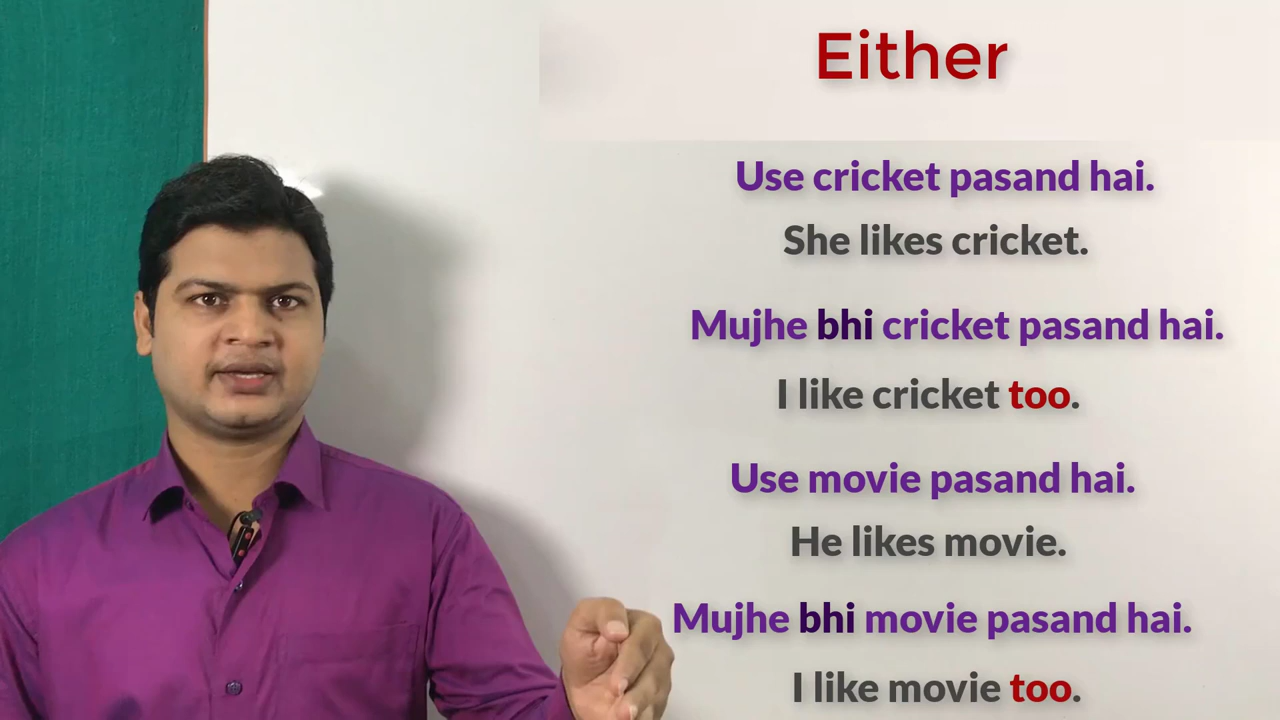 Either
Use cricket pasand hai.
She likes cricket.
Mujhe bhi cricket pasand hai.
I like cricket too.
Use movie pasand hai.
He likes movie.
Mujhe bhi movie pasand hai.
I like movie too.